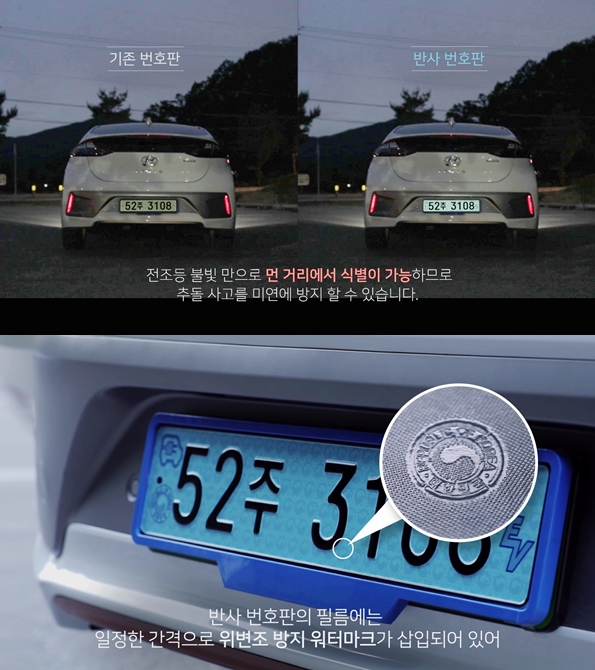 기존 번호판
반사 번호판
52주 3108
52주 3108
전조등 불빛 만으로 먼 거리에서 식별이 가능하므로
추돌 사고를 미연에 방지 할 수 있습니다.
52주 3108
EV
반사 번호판의 필름에는
일정한 간격으로 위변조 방지 워터마크가 삽입되어 있어